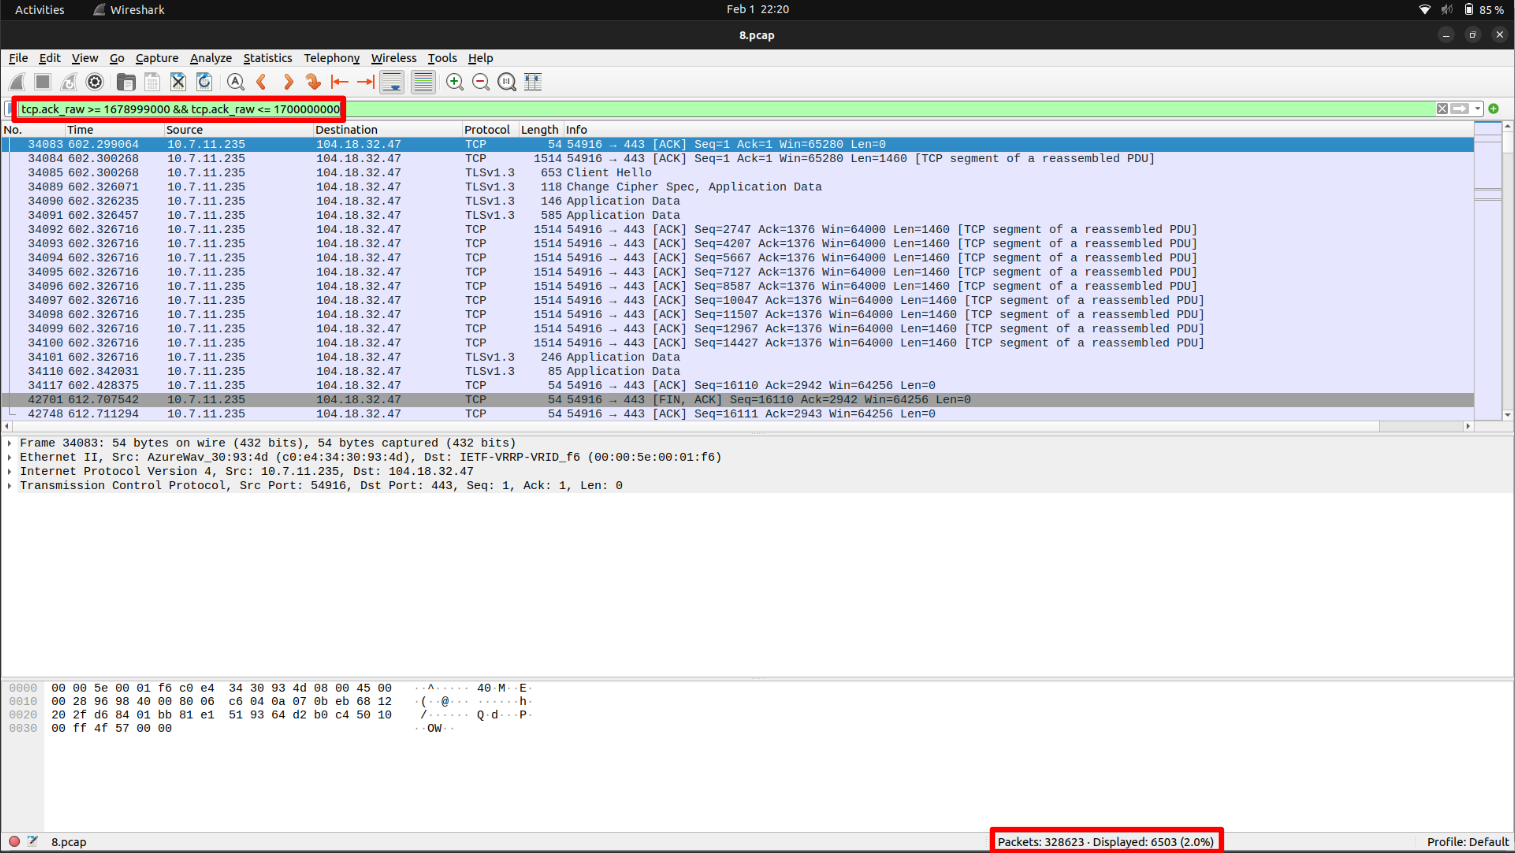 Activities Wireshark Feb 1 22:20 85 %
8.pcap
File Edit View Go Capture Analyze Statistics Telephony Wireless Tools Help
tcp.ack_raw >= 1678999000 && tcp.ack_raw <= 1700000000
No. Time Source Destination Protocol Length Info
34083 602.299064 10.7.11.235 104.18.32.47 TCP 54 54916 → 443 [ACK] Seq=1 Ack=1 Win=65280 Len=0
34084 602.300268 10.7.11.235 104.18.32.47 TCP 1514 54916 → 443 [ACK] Seq=1 Ack=1 Win=65280 Len=1460 [TCP segment of a reassembled PDU]
34085 602.300268 10.7.11.235 104.18.32.47 TLSv1.3 653 Client Hello
34089 602.326071 10.7.11.235 104.18.32.47 TLSv1.3 118 Change Cipher Spec, Application Data
34090 602.326235 10.7.11.235 104.18.32.47 TLSv1.3 146 Application Data
34091 602.326457 10.7.11.235 104.18.32.47 TLSv1.3 585 Application Data
34092 602.326716 10.7.11.235 104.18.32.47 TCP 1514 54916 → 443 [ACK] Seq=2747 Ack=1376 Win=64000 Len=1460 [TCP segment of a reassembled PDU]
34093 602.326716 10.7.11.235 104.18.32.47 TCP 1514 54916 → 443 [ACK] Seq=4207 Ack=1376 Win=64000 Len=1460 [TCP segment of a reassembled PDU]
34094 602.326716 10.7.11.235 104.18.32.47 TCP 1514 54916 → 443 [ACK] Seq=5667 Ack=1376 Win=64000 Len=1460 [TCP segment of a reassembled PDU]
34095 602.326716 10.7.11.235 104.18.32.47 TCP 1514 54916 → 443 [ACK] Seq=7127 Ack=1376 Win=64000 Len=1460 [TCP segment of a reassembled PDU]
34096 602.326716 10.7.11.235 104.18.32.47 TCP 1514 54916 → 443 [ACK] Seq=8587 Ack=1376 Win=64000 Len=1460 [TCP segment of a reassembled PDU]
34097 602.326716 10.7.11.235 104.18.32.47 TCP 1514 54916 → 443 [ACK] Seq=10047 Ack=1376 Win=64000 Len=1460 [TCP segment of a reassembled PDU]
34098 602.326716 10.7.11.235 104.18.32.47 TCP 1514 54916 → 443 [ACK] Seq=11507 Ack=1376 Win=64000 Len=1460 [TCP segment of a reassembled PDU]
34099 602.326716 10.7.11.235 104.18.32.47 TCP 1514 54916 → 443 [ACK] Seq=12967 Ack=1376 Win=64000 Len=1460 [TCP segment of a reassembled PDU]
34100 602.326716 10.7.11.235 104.18.32.47 TCP 1514 54916 → 443 [ACK] Seq=14427 Ack=1376 Win=64000 Len=1460 [TCP segment of a reassembled PDU]
34101 602.326716 10.7.11.235 104.18.32.47 TLSv1.3 246 Application Data
34110 602.342031 10.7.11.235 104.18.32.47 TLSv1.3 85 Application Data
34117 602.428375 10.7.11.235 104.18.32.47 TCP 54 54916 → 443 [ACK] Seq=16110 Ack=2942 Win=64256 Len=0
42701 612.707542 10.7.11.235 104.18.32.47 TCP 54 54916 → 443 [FIN, ACK] Seq=16110 Ack=2942 Win=64256 Len=0
42748 612.711294 10.7.11.235 104.18.32.47 TCP 54 54916 → 443 [ACK] Seq=16111 Ack=2943 Win=64256 Len=0
Frame 34083: 54 bytes on wire (432 bits), 54 bytes captured (432 bits)
Ethernet II, Src: AzureWav_30:93:4d (c0:e4:34:30:93:4d), Dst: IETF-VRRP-VRID_f6 (00:00:5e:00:01:f6)
Internet Protocol Version 4, Src: 10.7.11.235, Dst: 104.18.32.47
Transmission Control Protocol, Src Port: 54916, Dst Port: 443, Seq: 1, Ack: 1, Len: 0
0000 00 00 5e 00 01 f6 c0 e4 34 30 93 4d 08 00 45 00 ··^····· 40·M··E·
0010 00 28 96 98 40 00 80 06 c6 04 0a 07 0b eb 68 12 ·(··@··· ······h·
0020 20 2f d6 84 01 bb 81 e1 51 93 64 d2 b0 c4 50 10 /······ Q·d···P·
0030 00 ff 4f 57 00 00 ··OW··
8.pcap Packets: 328623 · Displayed: 6503 (2.0%) Profile: Default